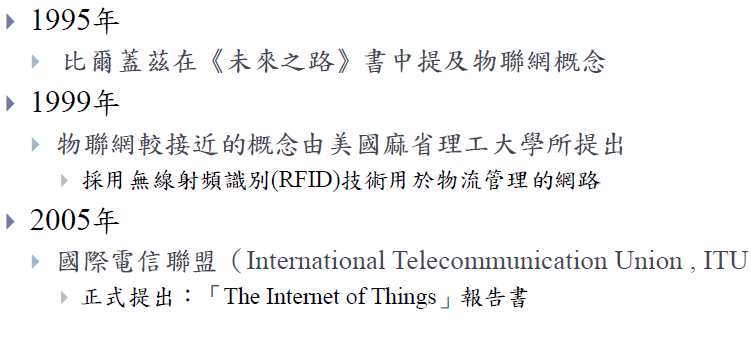 1995年
比爾蓋茲在《未來之路》書中提及物聯網概念
1999年
物聯網較接近的概念由美國麻省理工大學所提出
採用無線射頻識別(RFID)技術用於物流管理的網路
2005年
國際電信聯盟（International Telecommunication Union , ITU
正式提出：「The Internet of Things」報告書